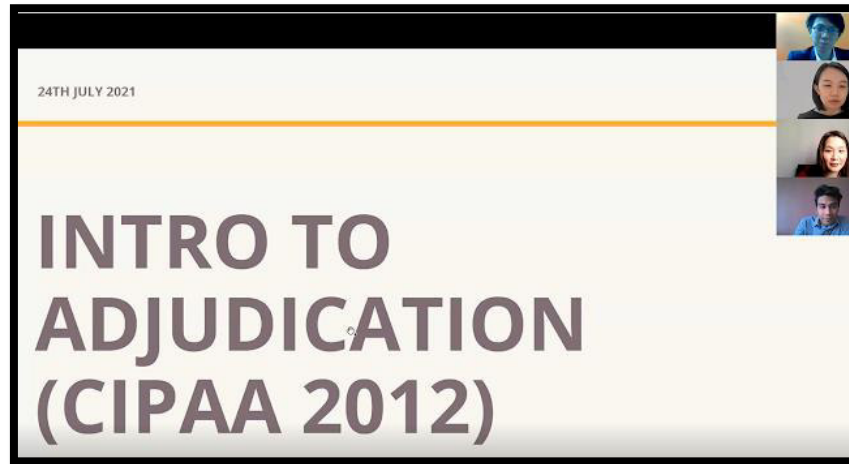 24TH JULY 2021
INTRO TO
ADJUDICATION
(CIPAA 2012)